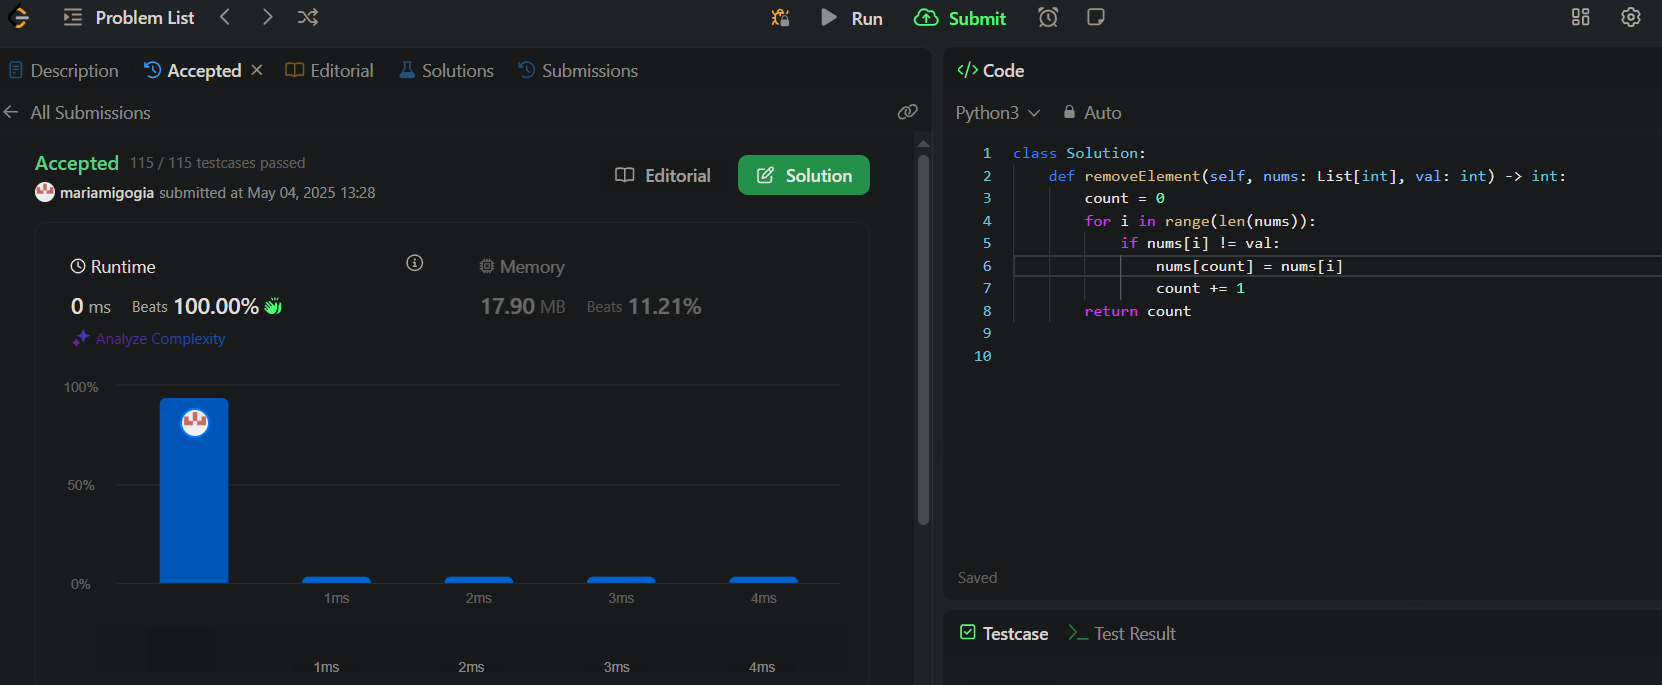 Problem List
Run
Submit
Description
Accepted
Editorial
Solutions
Submissions
All Submissions
Accepted 115 / 115 testcases passed
mariamigogia submitted at May 04, 2025 13:28
Editorial
Solution
Runtime
0 ms Beats 100.00%
Analyze Complexity
Memory
17.90 MB Beats 11.21%
100%
50%
0%
1ms 2ms 3ms 4ms
1ms 2ms 3ms 4ms
</> Code
Python3 Auto
1 class Solution:
2     def removeElement(self, nums: List[int], val: int) -> int:
3         count = 0
4         for i in range(len(nums)):
5             if nums[i] != val:
6                 nums[count] = nums[i]
7                 count += 1
8         return count
9
10
Saved
Testcase
Test Result